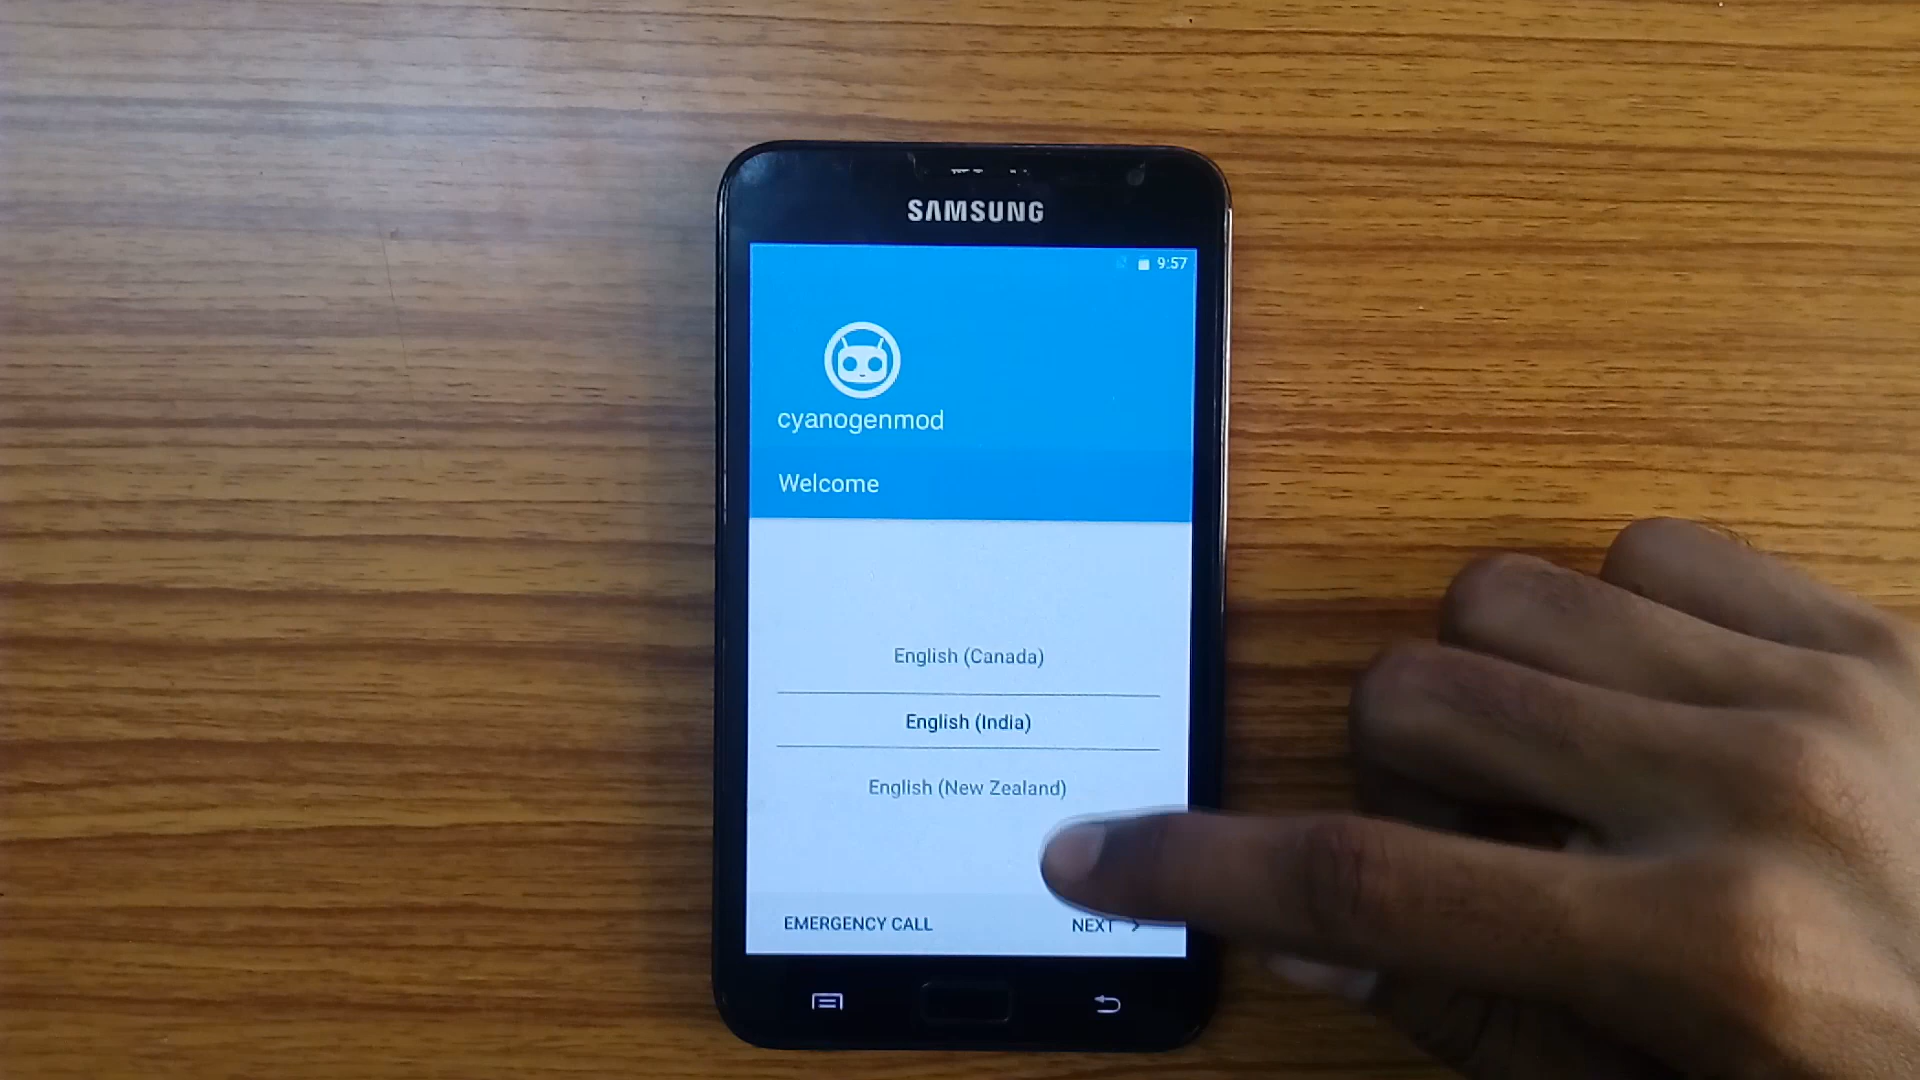 SAMSUNG
9:57
cyanogenmod
Welcome
English (Canada)
English (India)
English (New Zealand)
EMERGENCY CALL
NEXT